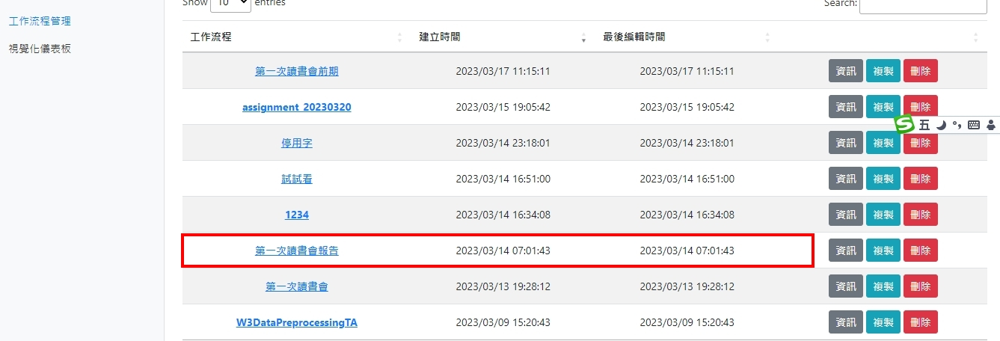 Show 10 entries Search:
工作流程管理
視覺化儀表板
工作流程 建立時間 最後編輯時間
第一次讀書會前期 2023/03/17 11:15:11 2023/03/17 11:15:11 資訊 複製 刪除
assignment_20230320 2023/03/15 19:05:42 2023/03/15 19:05:42 資訊 複製 刪除
S 五
停用字 2023/03/14 23:18:01 2023/03/14 23:18:01 資訊 複製 刪除
試試看 2023/03/14 16:51:00 2023/03/14 16:51:00 資訊 複製 刪除
1234 2023/03/14 16:34:08 2023/03/14 16:34:08 資訊 複製 刪除
第一次讀書會報告 2023/03/14 07:01:43 2023/03/14 07:01:43 資訊 複製 刪除
第一次讀書會 2023/03/13 19:28:12 2023/03/13 19:28:12 資訊 複製 刪除
W3DataPreprocessingTA 2023/03/09 15:20:43 2023/03/09 15:20:43 資訊 複製 刪除